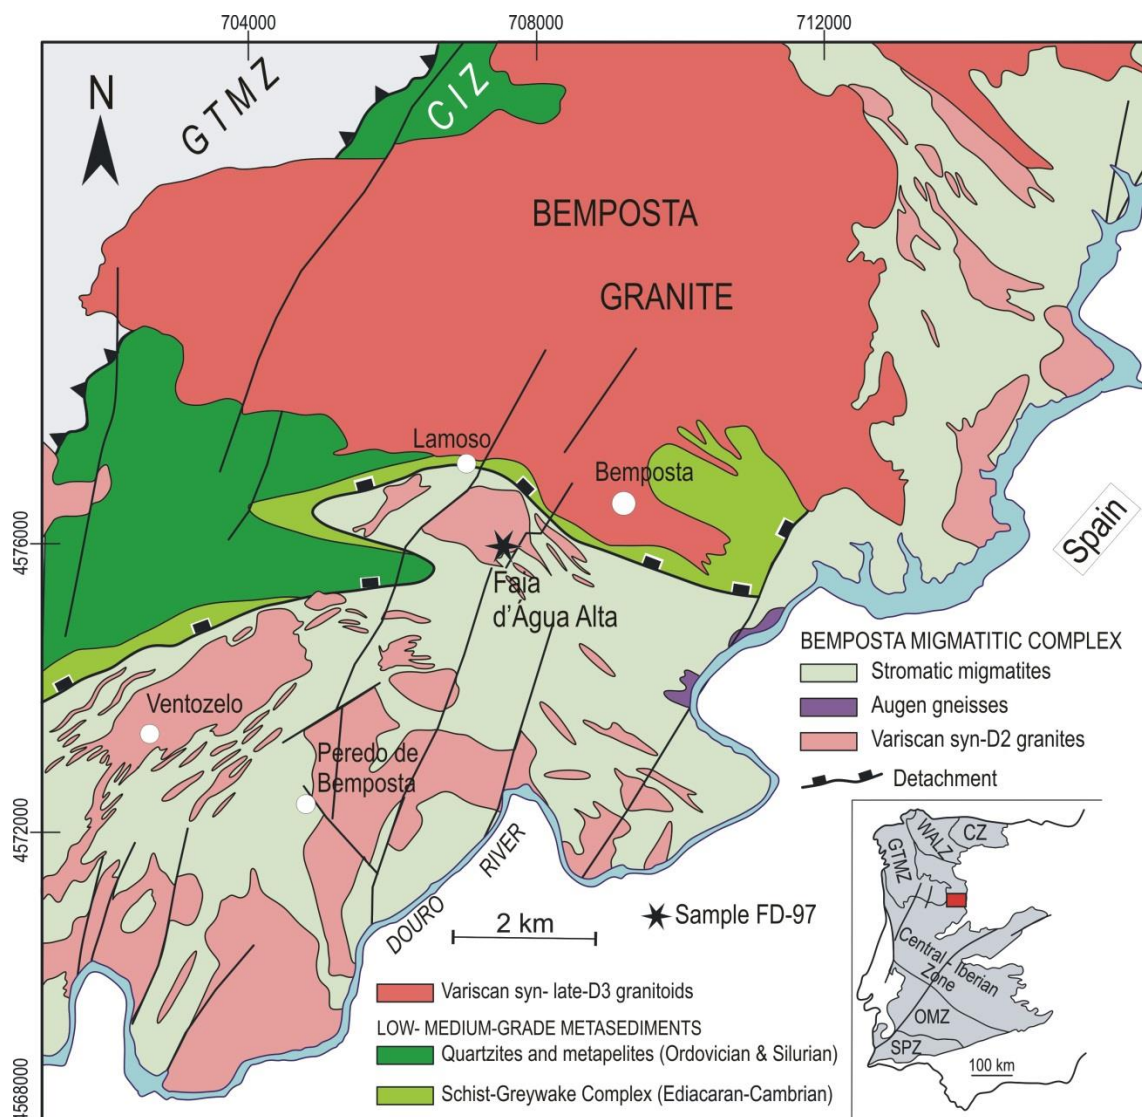 704000
708000
712000
GTMZ
CIZ
N
BEMPOSTA
GRANITE
Lamoso
Bemposta
4576000
Spain
Faia
d'Água Alta
BEMPOSTA MIGMATITIC COMPLEX
Stromatic migmatites
Augen gneisses
Variscan syn-D2 granites
Detachment
Ventozelo
Peredo de
Bemposta
4572000
DOURO RIVER
2 km
Sample FD-97
Variscan syn- late-D3 granitoids
LOW- MEDIUM-GRADE METASEDIMENTS
Quartzites and metapelites (Ordovician & Silurian)
Schist-Greywake Complex (Ediacaran-Cambrian)
4568000
CZ
WALZ
GTMZ
Central - Iberian
Zone
OMZ
SPZ
100 km